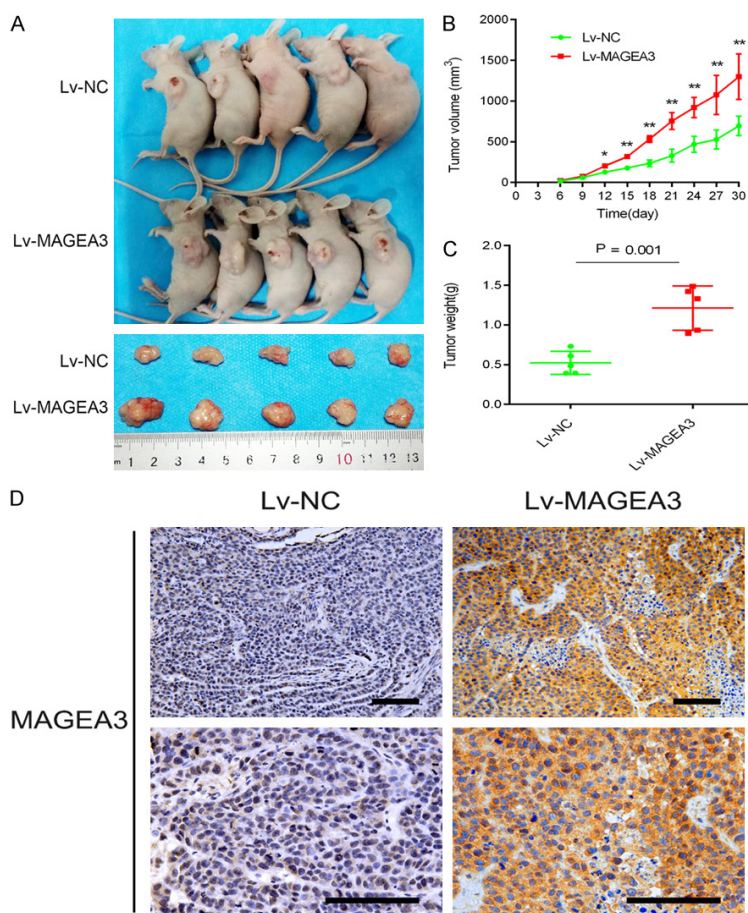 A
Lv-NC
Lv-MAGEA3
Lv-NC
Lv-MAGEA3
m 1 2 3 4 5 6 7 8 9 10 11 12 13
B
Lv-NC
Lv-MAGEA3
Tumor volume (mm3)
2000
1500
1000
500
0
* ** ** ** ** ** **
0 3 6 9 12 15 18 21 24 27 30
Time(day)
C
P = 0.001
Tumor weight(g)
2.0
1.5
1.0
0.5
0.0
Lv-NC
Lv-MAGEA3
D
Lv-NC
Lv-MAGEA3
MAGEA3